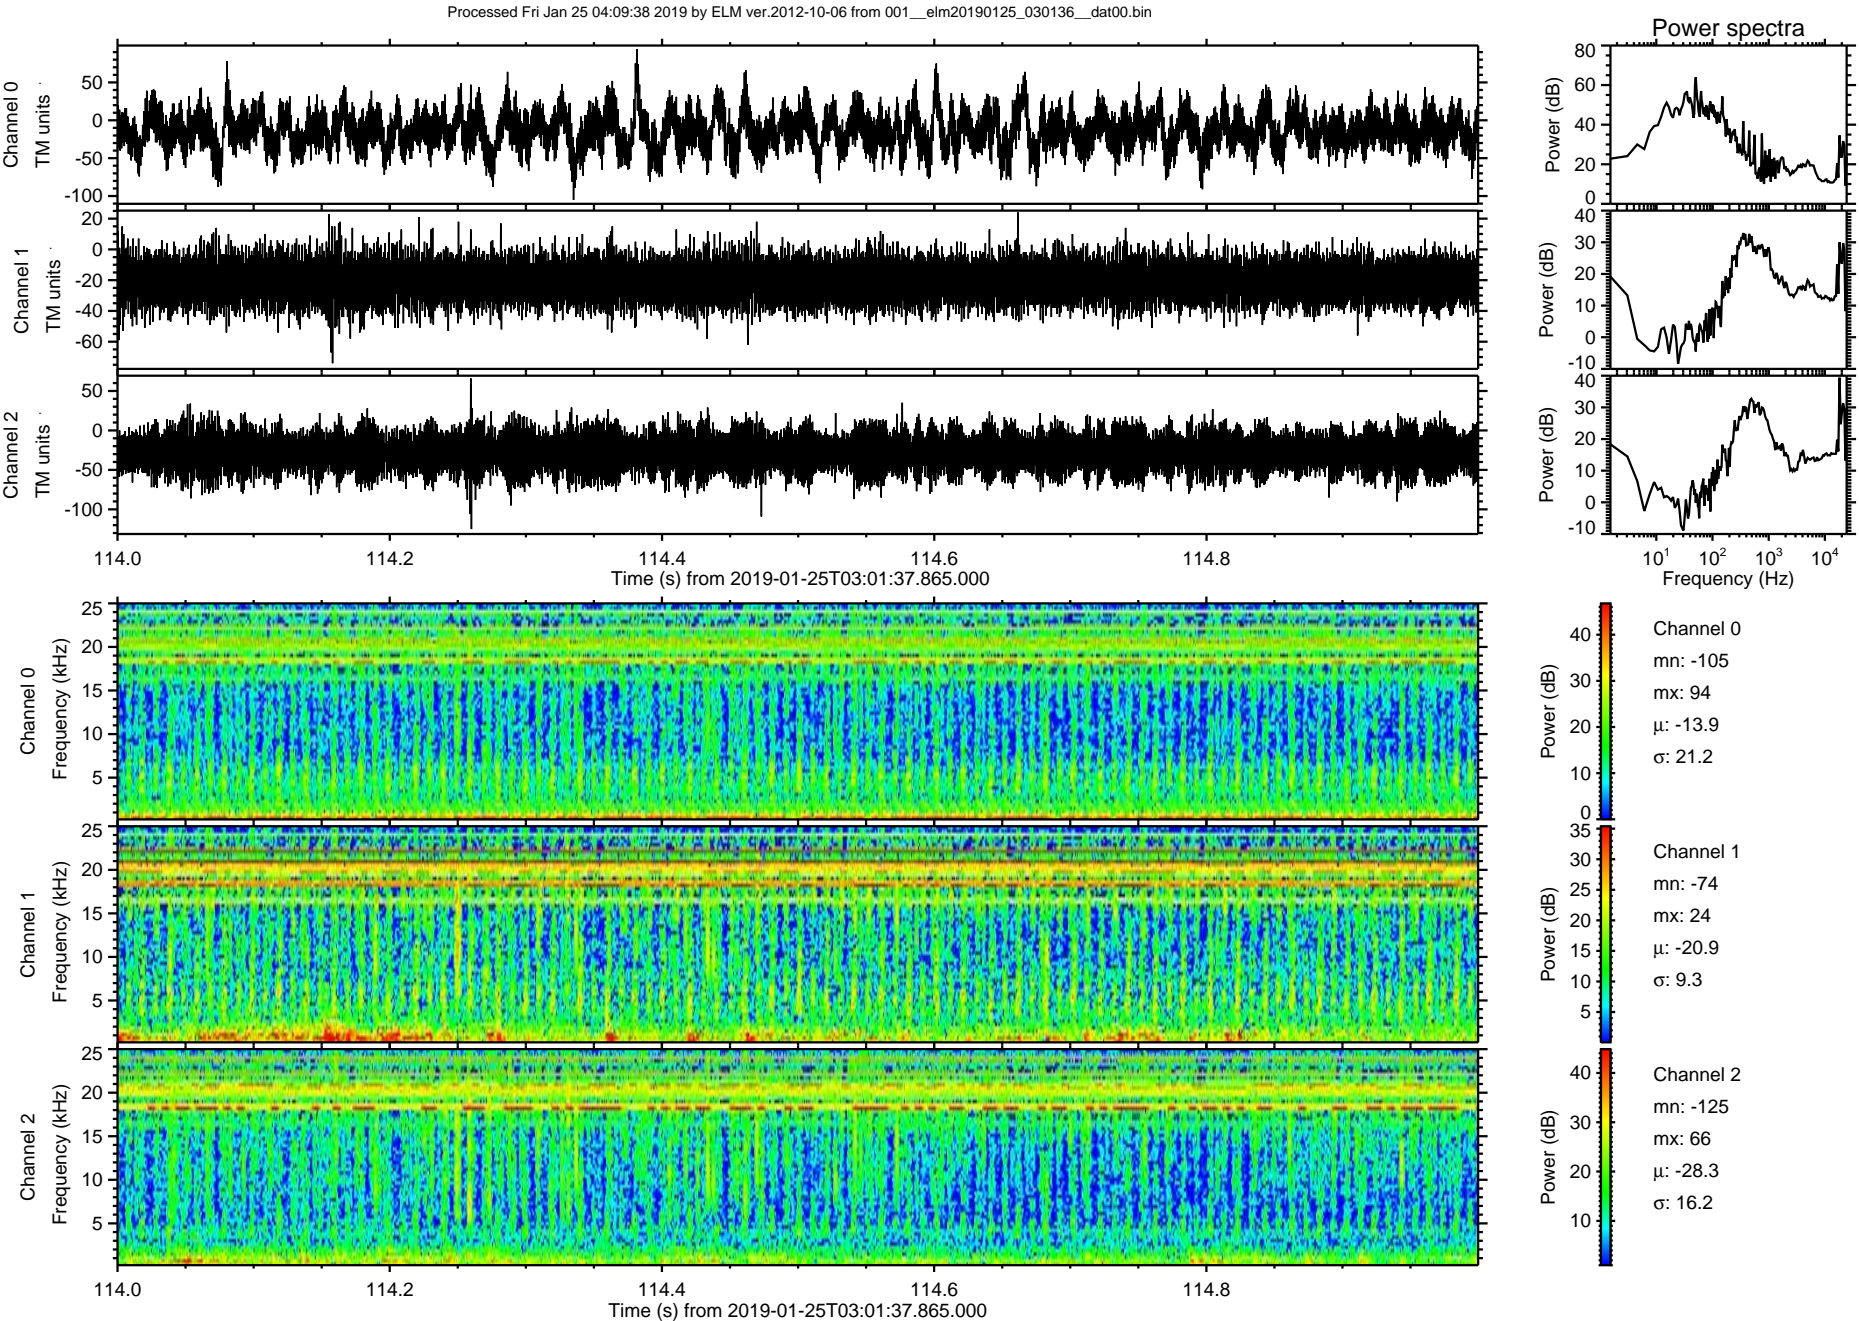 Processed Fri Jan 25 04:09:38 2019 by ELM ver.2012-10-06 from 001__elm20190125_030136__dat00.bin
Power spectra
Channel 0
TM units
50
0
-50
-100
Power (dB)
80
60
40
20
0
Channel 1
TM units
20
0
-20
-40
-60
Power (dB)
40
30
20
10
0
-10
Channel 2
TM units
50
0
-50
-100
Power (dB)
40
30
20
10
0
-10
114.0 114.2 114.4 114.6 114.8
Time (s) from 2019-01-25T03:01:37.865.000
10^1 10^2 10^3 10^4
Frequency (Hz)
Channel 0
Frequency (kHz)
25
20
15
10
5
Power (dB)
40
30
20
10
0
Channel 0
mn: -105
mx: 94
μ: -13.9
σ: 21.2
Channel 1
Frequency (kHz)
25
20
15
10
5
Power (dB)
35
30
25
20
15
10
5
Channel 1
mn: -74
mx: 24
μ: -20.9
σ: 9.3
Channel 2
Frequency (kHz)
25
20
15
10
5
Power (dB)
40
30
20
10
Channel 2
mn: -125
mx: 66
μ: -28.3
σ: 16.2
114.0 114.2 114.4 114.6 114.8
Time (s) from 2019-01-25T03:01:37.865.000